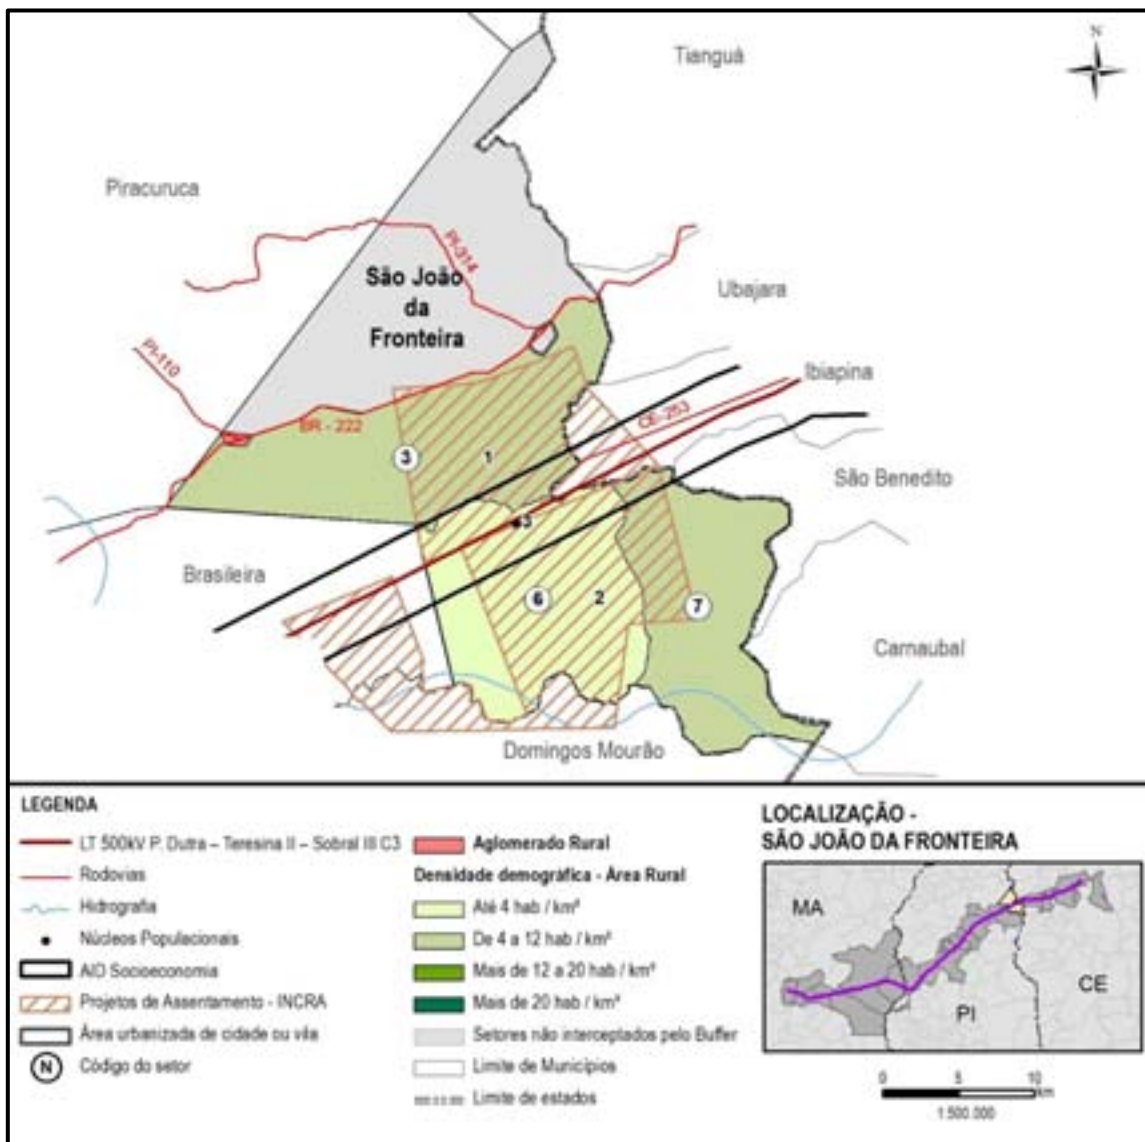 N
Tianguá
Piracuruca
PI-314
São João
da
Fronteira
Ubajara
PI-110
Ibiapina
CE-253
BR - 222
3
1
São Benedito
3
Brasileira
6
2
7
Carnaubal
Domingos Mourão
LEGENDA
LT 500kV P. Dutra – Teresina II – Sobral III C3
Rodovias
Hidrografia
Núcleos Populacionais
AID Socioeconomia
Projetos de Assentamento - INCRA
Área urbanizada de cidade ou vila
N
Código do setor
Aglomerado Rural
Densidade demográfica - Área Rural
Até 4 hab / km²
De 4 a 12 hab / km²
Mais de 12 a 20 hab / km²
Mais de 20 hab / km²
Setores não interceptados pelo Buffer
Limite de Municípios
Limite de estados
LOCALIZAÇÃO -
SÃO JOÃO DA FRONTEIRA
MA
CE
PI
0 5 10
km
1:500.000